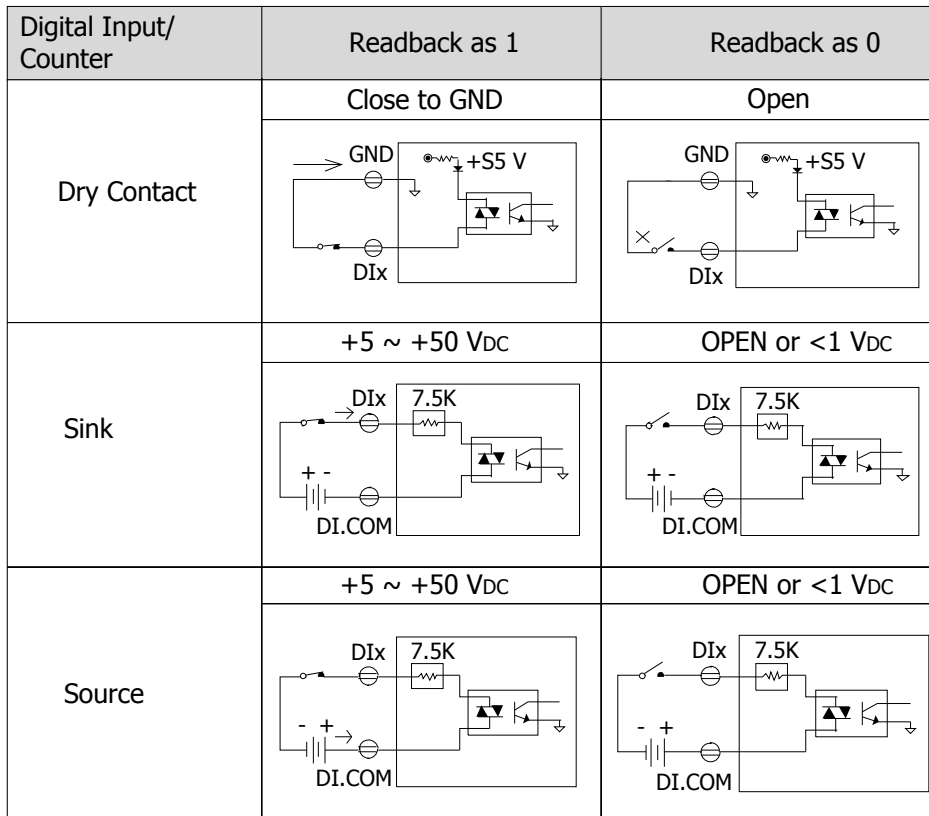 Digital Input/
Counter
Readback as 1
Readback as 0
Dry Contact
Close to GND
Open
GND
+S5 V
DIx
GND
+S5 V
×
DIx
Sink
+5 ~ +50 VDC
OPEN or <1 VDC
DIx
7.5K
+ -
DI.COM
DIx
7.5K
+ -
DI.COM
Source
+5 ~ +50 VDC
OPEN or <1 VDC
DIx
7.5K
- +
DI.COM
DIx
7.5K
- +
DI.COM